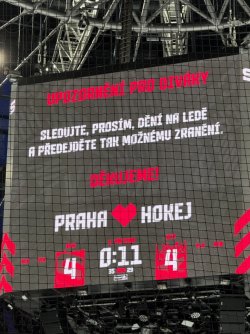 UPOZORNĚNÍ PRO DIVÁKY
SLEDUJTE, PROSÍM, DĚNÍ NA LEDĚ
A PŘEDEJDĚTE TAK MOŽNÉMU ZRANĚNÍ.
DĚKUJEME!
PRAHA HOKEJ
4 0:11 4